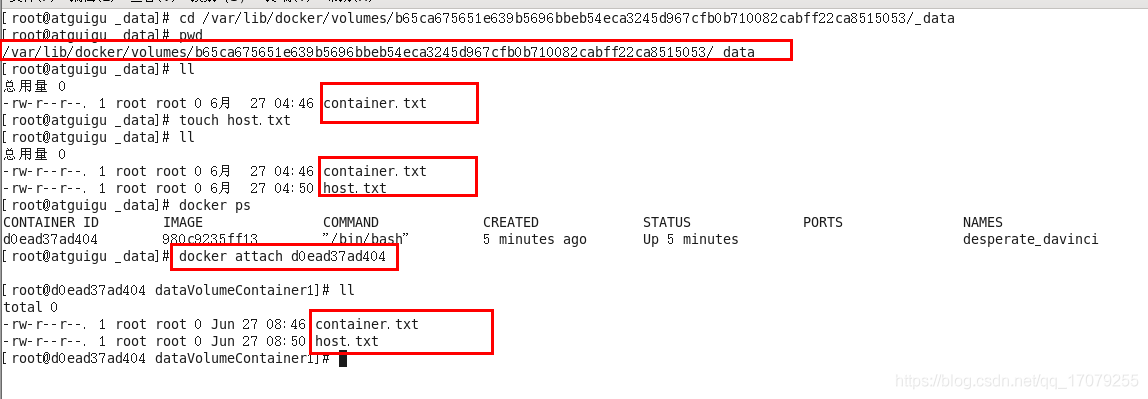 [root@atguigu _data]# cd /var/lib/docker/volumes/b65ca675651e639b5696bbeb54eca3245d967cfb0b710082cabff22ca8515053/_data
[root@atguigu _data]# pwd
/var/lib/docker/volumes/b65ca675651e639b5696bbeb54eca3245d967cfb0b710082cabff22ca8515053/_data
[root@atguigu _data]# ll
总用量 0
-rw-r--r--. 1 root root 0 6月  27 04:46 container.txt
[root@atguigu _data]# touch host.txt
[root@atguigu _data]# ll
总用量 0
-rw-r--r--. 1 root root 0 6月  27 04:46 container.txt
-rw-r--r--. 1 root root 0 6月  27 04:50 host.txt
[root@atguigu _data]# docker ps
CONTAINER ID        IMAGE               COMMAND             CREATED             STATUS              PORTS               NAMES
d0ead37ad404        980c9235ff13        "/bin/bash"         5 minutes ago       Up 5 minutes                            desperate_davinci
[root@atguigu _data]# docker attach d0ead37ad404
[root@d0ead37ad404 dataVolumeContainer1]# ll
total 0
-rw-r--r--. 1 root root 0 Jun 27 08:46 container.txt
-rw-r--r--. 1 root root 0 Jun 27 08:50 host.txt
[root@d0ead37ad404 dataVolumeContainer1]#
https://blog.csdn.net/qq_17079255